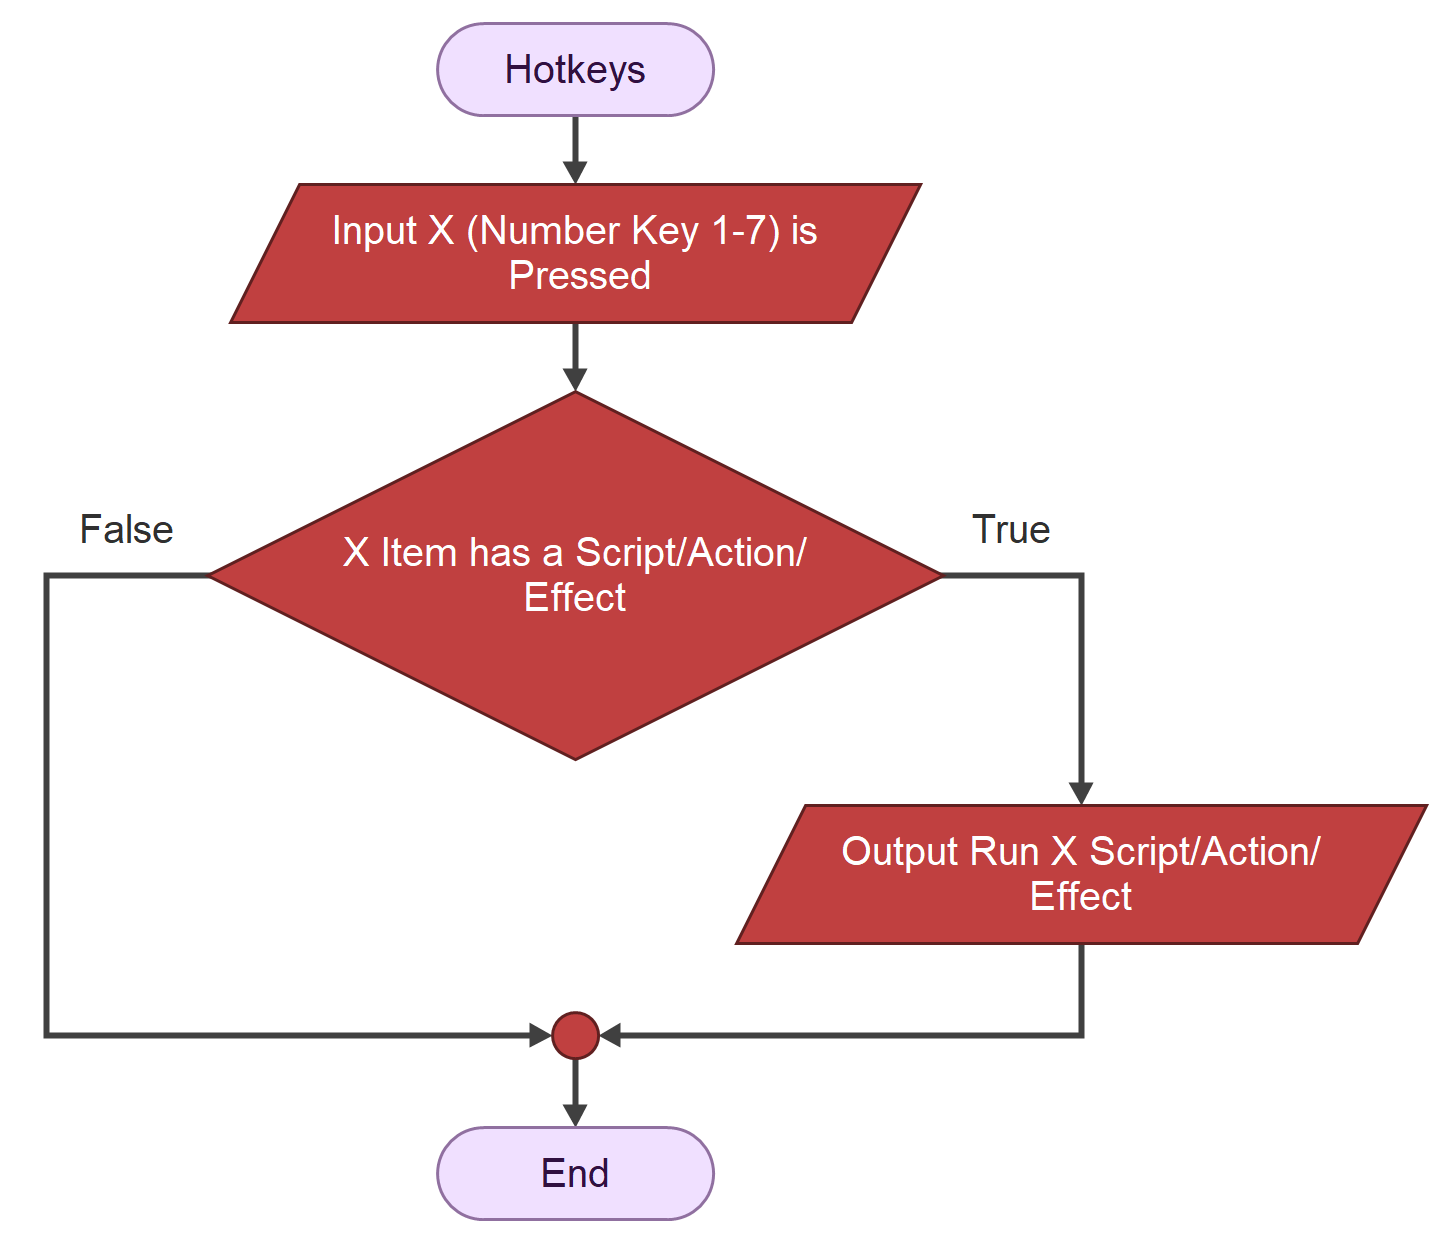 Hotkeys
Input X (Number Key 1-7) is
Pressed
False
True
X Item has a Script/Action/
Effect
Output Run X Script/Action/
Effect
End